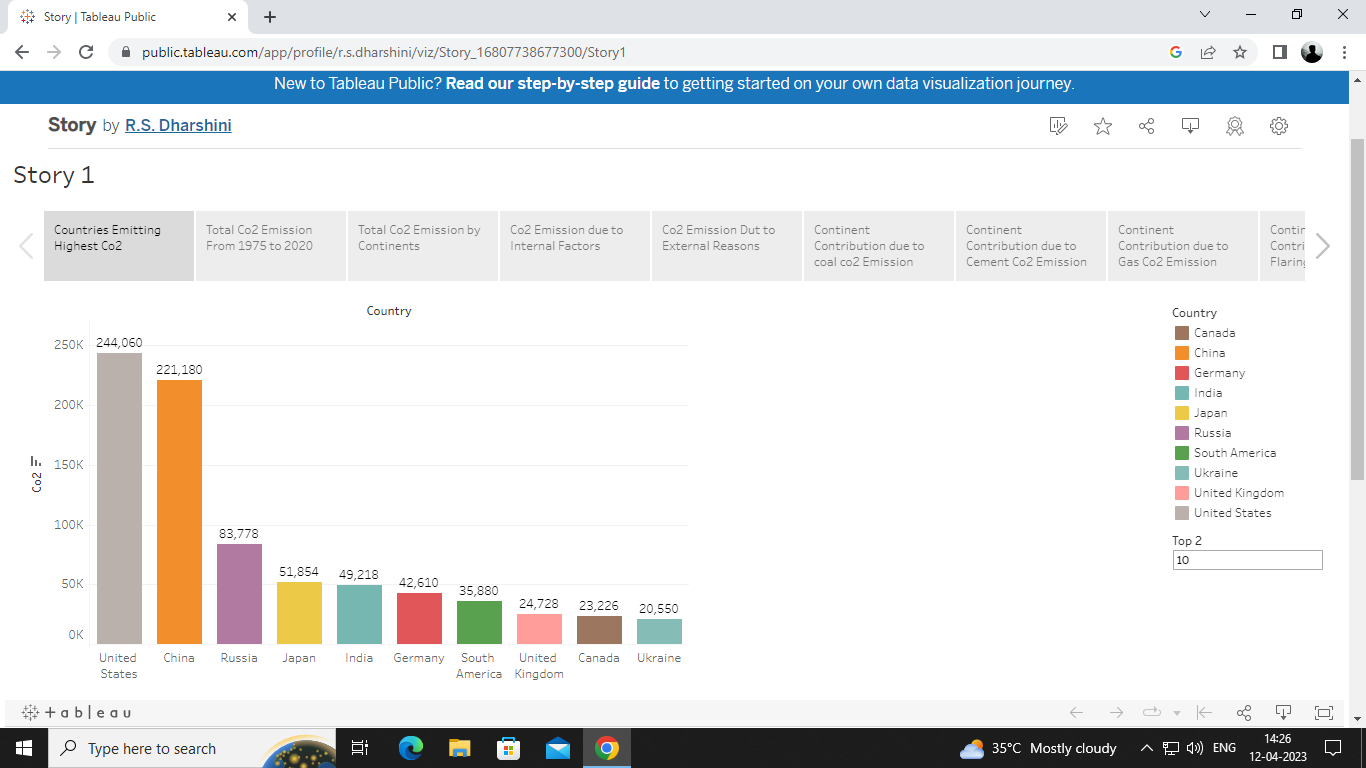 Story | Tableau Public
public.tableau.com/app/profile/r.s.dharshini/viz/Story_16807738677300/Story1
New to Tableau Public? Read our step-by-step guide to getting started on your own data visualization journey.
Story by R.S. Dharshini
Story 1
Countries Emitting
Highest Co2
Total Co2 Emission
From 1975 to 2020
Total Co2 Emission by
Continents
Co2 Emission due to
Internal Factors
Co2 Emission Dut to
External Reasons
Continent
Contribution due to
coal co2 Emission
Continent
Contribution due to
Cement Co2 Emission
Continent
Contribution due to
Gas Co2 Emission
Country
Co2
250K
200K
150K
100K
50K
0K
244,060
221,180
83,778
51,854
49,218
42,610
35,880
24,728
23,226
20,550
United
States
China
Russia
Japan
India
Germany
South
America
United
Kingdom
Canada
Ukraine
Country
Canada
China
Germany
India
Japan
Russia
South America
Ukraine
United Kingdom
United States
Top 2
10
+ a b | e a u
Type here to search
35°C Mostly cloudy
ENG
14:26
12-04-2023